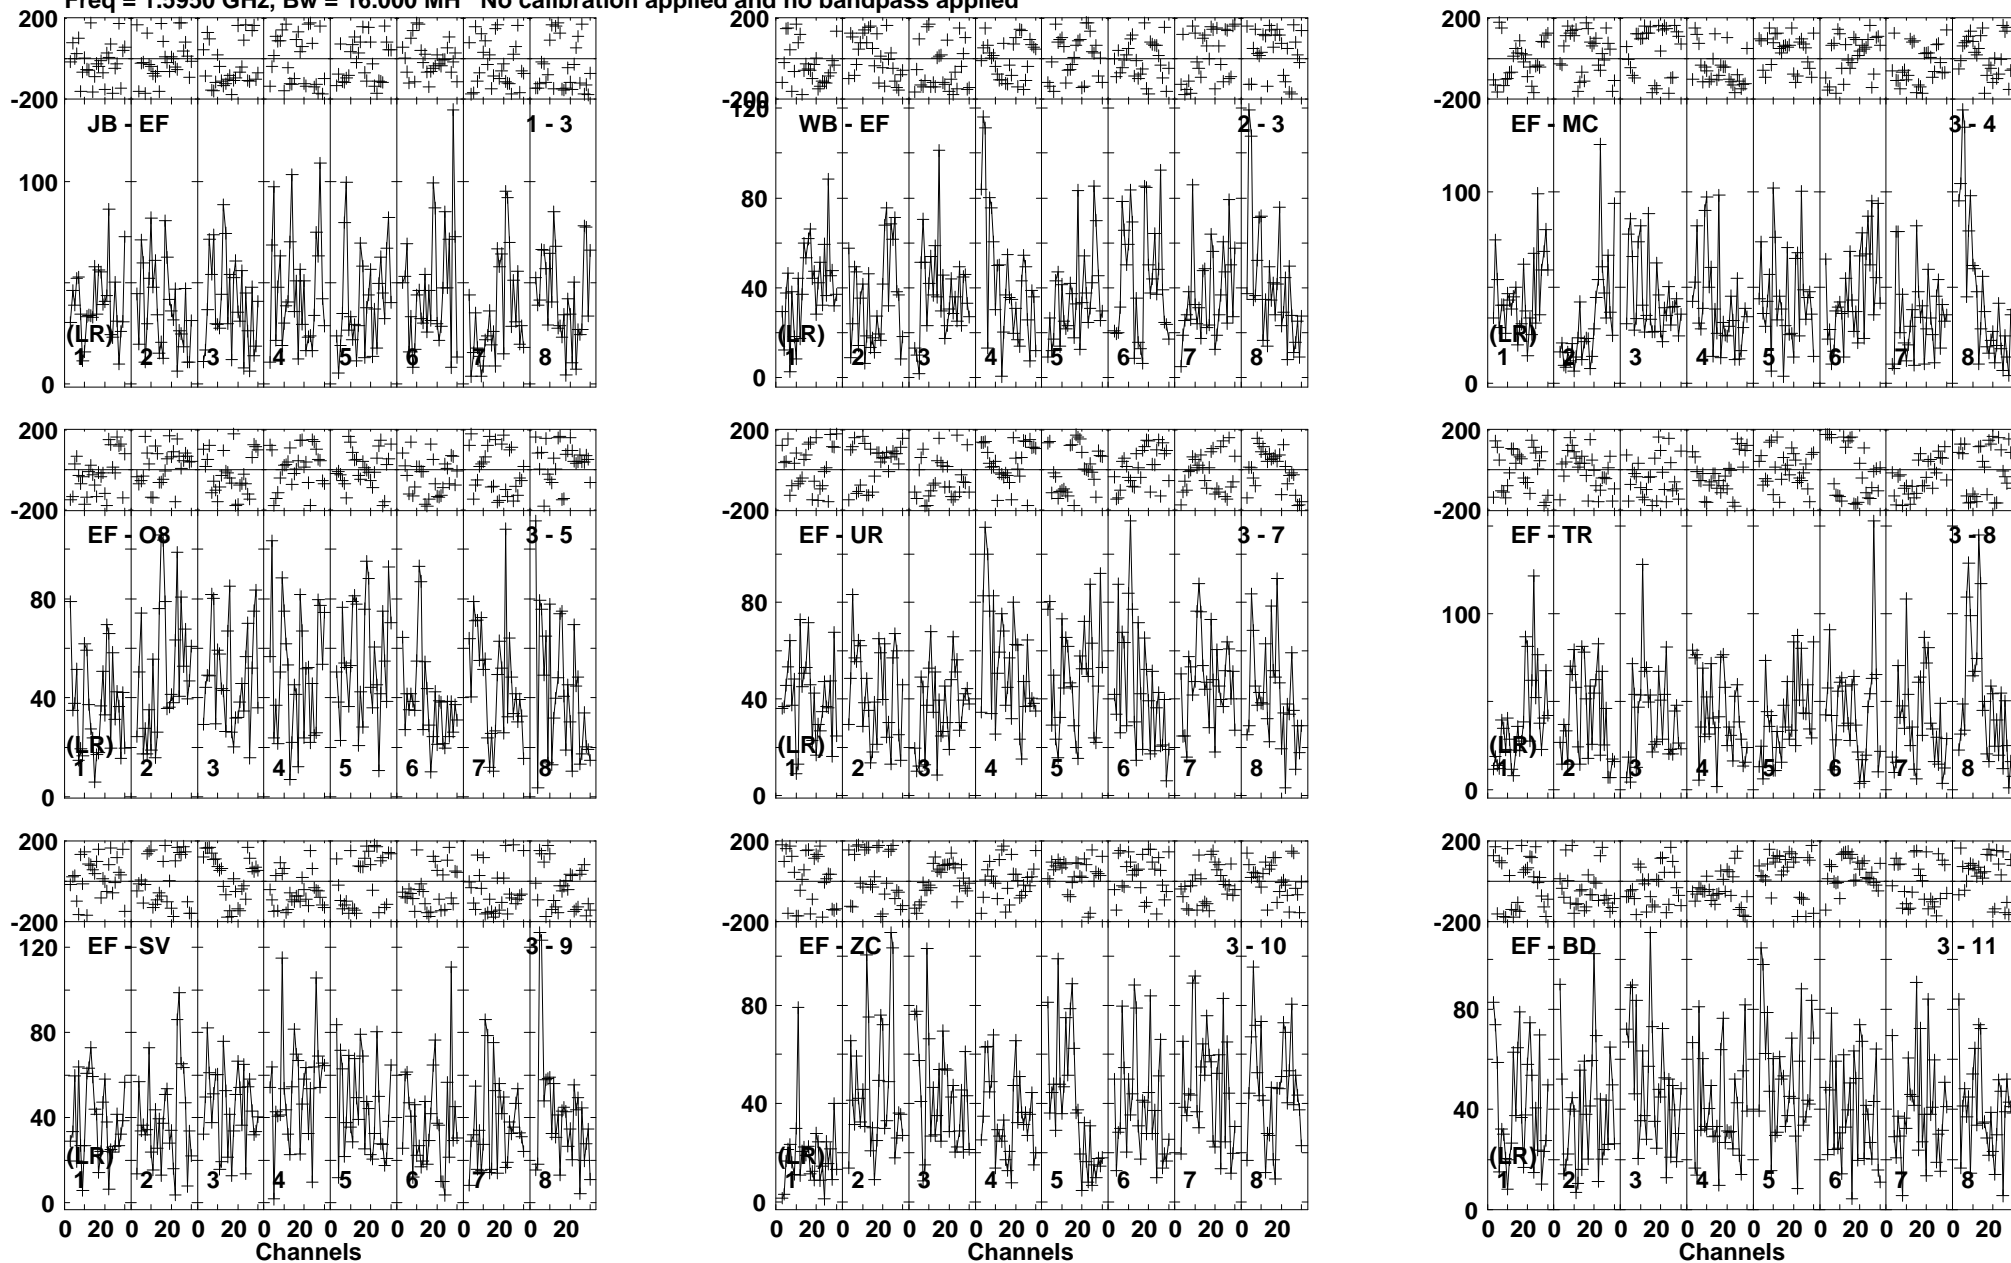 Freq = 1.5950 GHz, Bw = 16.000 MH No calibration applied and no bandpass applied
200 200 200
-200 -200 -200
JB - EF 1 - 3 WB - EF 2 - 3 EF - MC 3 - 4
120
100 80 100
40
(LR) (LR) (LR)
1 2 3 4 5 6 7 8 1 2 3 4 5 6 7 8 1 2 3 4 5 6 7 8
0 0 0
200 200 200
-200 -200 -200
EF - O8 3 - 5 EF - UR 3 - 7 EF - TR 3 - 8
80 80 100
40 40
(LR) (LR) (LR)
1 2 3 4 5 6 7 8 1 2 3 4 5 6 7 8 1 2 3 4 5 6 7 8
0 0 0
200 200 200
-200 -200 -200
EF - SV 3 - 9 EF - ZC 3 - 10 EF - BD 3 - 11
120
80 80 80
40 40 40
(LR) (LR) (LR)
1 2 3 4 5 6 7 8 1 2 3 4 5 6 7 8 1 2 3 4 5 6 7 8
0 0 0
0 20 0 20 0 20 0 20 0 20 0 20 0 20 0 20 0 20 0 20 0 20 0 20 0 20 0 20 0 20 0 20 0 20 0 20 0 20 0 20 0 20 0 20 0 20 0 20
Channels Channels Channels